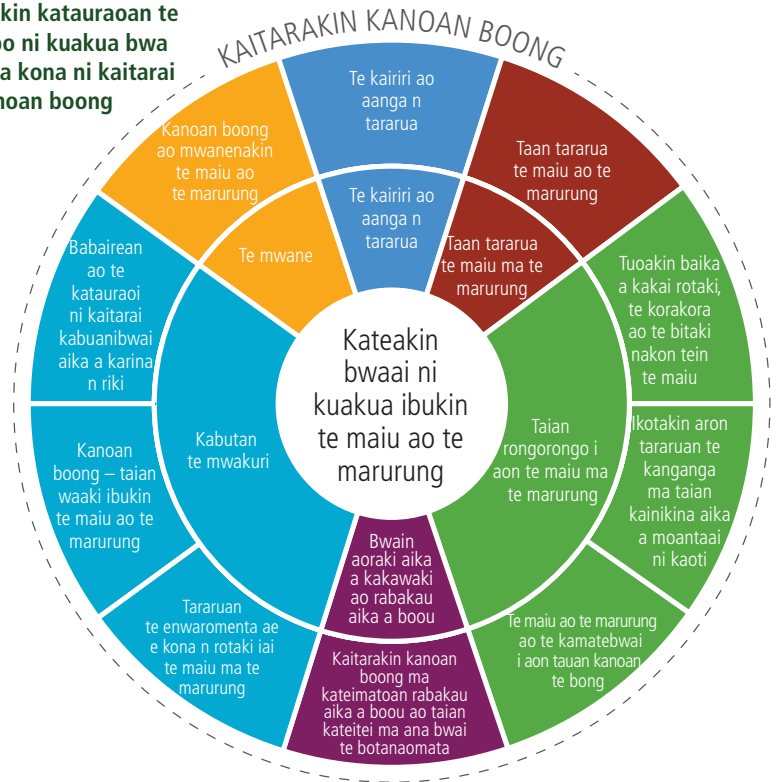 kin katauraoan te
o ni kuakua bwa
a kona ni kaitarai
noan boong
KAITARAKIN KANOAN BOONG
Te kairiri ao
aanga n
tararua
Taan tararua
te maiu ao te
marurung
Tuoakin baika
a kakai rotaki,
te korakora
ao te bitaki
nakon tein
te maiu
Ikotakin aron
tararuan te
kanganga
ma taian
kainikina aika
a moantaai
ni kaoti
Te maiu ao te marurung
ao te kamatebwai
i aon tauan kanoan
te bong
Kaitarakin kanoan
boong ma
kateimatoan rabakau
aika a boou ao taian
kateitei ma ana bwai
te botanaomata
Tararuan
te enwaromenta ae
e kona n rotaki iai
te maiu ma te
marurung
Kanoan
boong – taian
waaki ibukin
te maiu ao te
marurung
Babairean
ao te
katauraoi
ni kaitarai
kabuanibwai
aika a karina
n riki
Kanoan boong
ao mwanenakin
te maiu ao
te marurung
Te kairiri ao
aanga n
tararua
Taan tararua
te maiu ma te
marurung
Taian
rongorongo i
aon te maiu ma
te marurung
Bwain
aoraki aika
a kakawaki
ao rabakau
aika a boou
Kabutan
te mwakuri
Te mwane
Kateakin
bwaai ni
kuakua ibukin
te maiu ao te
marurung